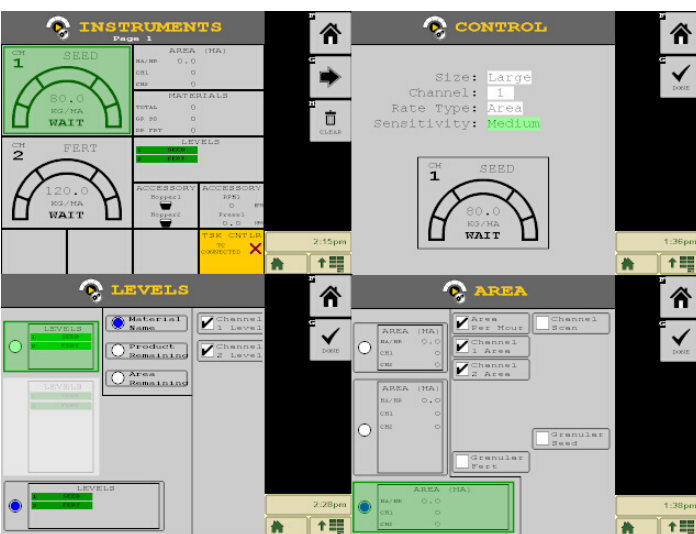 INSTRUMENTS
Page 1
CH
1
SEED
80.0
KG/HA
WAIT
AREA (HA)
HA/HR 0.0
CH1 0
CH2 0
MATERIALS
TOTAL 0
0
0
LEVELS
1 SEED
2 FERT
CH
2
FERT
120.0
KG/HA
WAIT
ACCESSORY
Hopper1
Hopper2
ACCESSORY
RPM1
0
0.0
TSK CNTLR
TC
CONNECTED
CLEAR
2:15pm
CONTROL
Size: Large
Channel: 1
Rate Type: Area
Sensitivity: Medium
CH
1
SEED
80.0
KG/HA
WAIT
DONE
1:36pm
LEVELS
LEVELS
1 SEED
2 FERT
Material
Name
Product
Remaining
Area
Remaining
Channel
1 Level
Channel
2 Level
LEVELS
LEVELS
1 SEED
2 FERT
DONE
2:28pm
AREA
AREA (HA)
HA/HR 0.0
CH1 0
CH2 0
Area
Per Hour
Channel
1 Area
Channel
2 Area
Channel
Scan
AREA (HA)
HA/HR 0.0
CH1 0
CH2 0
Granular
Seed
Granular
Fert
AREA (HA)
HA/HR 0.0
CH1 0
CH2 0
DONE
1:38pm